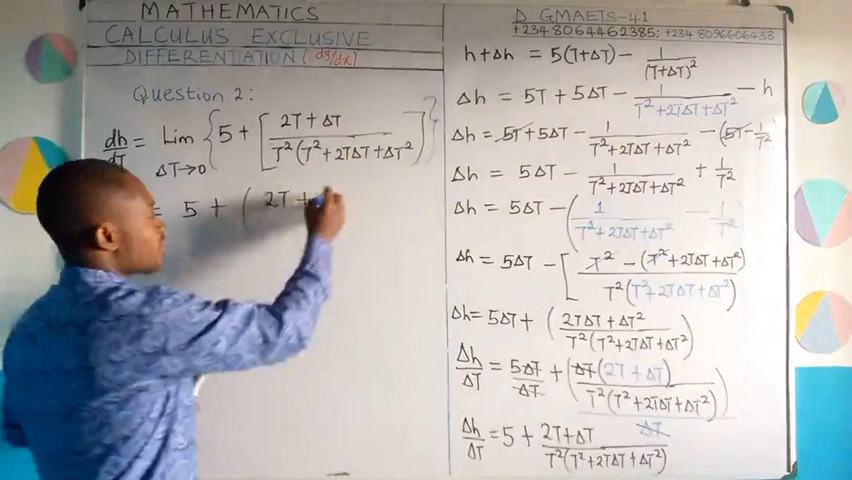 MATHEMATICS
CALCULUS EXCLUSIVE
DIFFERENTIATION (dy/dx)
Question 2:
dh/dT = Lim ΔT→0 { 5 + [ (2T + ΔT) / (T²(T² + 2TΔT + ΔT²)) ] }
= 5 + ( 2T +
D GMAETS-41
+234 8064462385; +234 8096606438
h + Δh = 5(T+ΔT) − 1/(T+ΔT)²
Δh = 5T + 5ΔT − 1/(T² + 2TΔT + ΔT²) − h
Δh = 5T + 5ΔT − 1/(T² + 2TΔT + ΔT²) − (5T − 1/T²)
Δh = 5ΔT − 1/(T² + 2TΔT + ΔT²) + 1/T²
Δh = 5ΔT − ( 1/(T² + 2TΔT + ΔT²) − 1/T² )
Δh = 5ΔT − [ (T² − (T² + 2TΔT + ΔT²)) / (T²(T² + 2TΔT + ΔT²))
Δh = 5ΔT + ( (2TΔT + ΔT²) / (T²(T² + 2TΔT + ΔT²)) )
Δh/ΔT = 5ΔT/ΔT + ( ΔT(2T + ΔT) / (T²(T² + 2TΔT + ΔT²)) )
ΔT
Δh/ΔT = 5 + (2T + ΔT) / (T²(T² + 2TΔT + ΔT²))